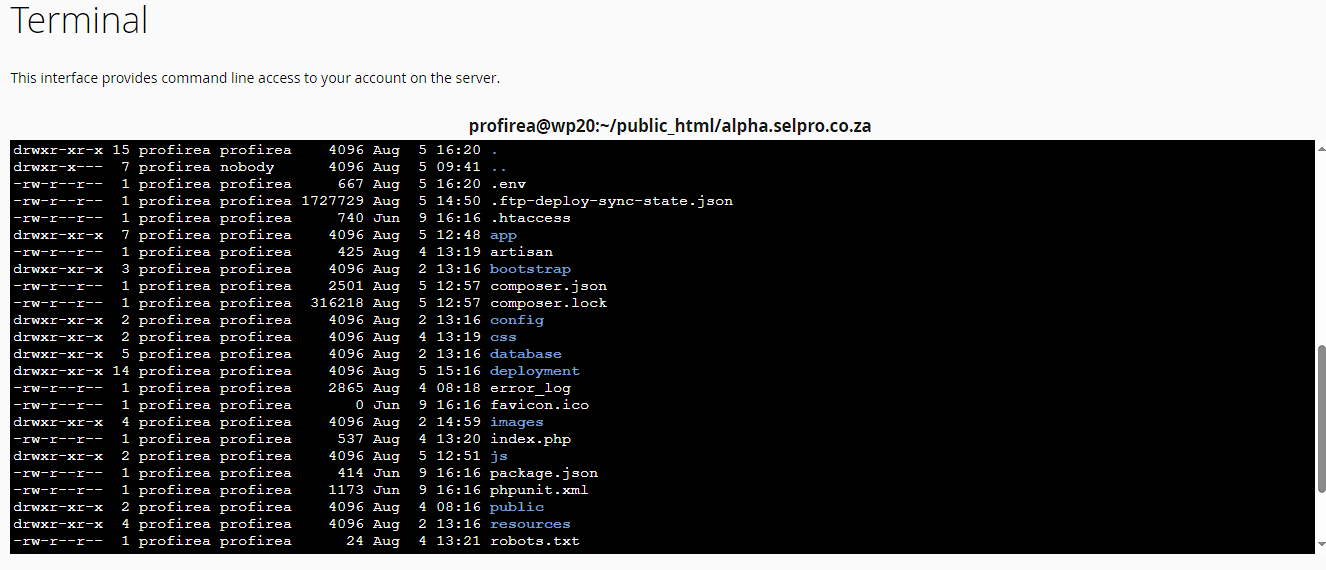 Terminal
This interface provides command line access to your account on the server.
profirea@wp20:~/public_html/alpha.selpro.co.za
drwxr-xr-x 15 profirea profirea    4096 Aug  5 16:20 .
drwxr-x---  7 profirea nobody      4096 Aug  5 09:41 ..
-rw-r--r--  1 profirea profirea     667 Aug  5 16:20 .env
-rw-r--r--  1 profirea profirea 1727729 Aug  5 14:50 .ftp-deploy-sync-state.json
-rw-r--r--  1 profirea profirea     740 Jun  9 16:16 .htaccess
drwxr-xr-x  7 profirea profirea    4096 Aug  5 12:48 app
-rw-r--r--  1 profirea profirea     425 Aug  4 13:19 artisan
drwxr-xr-x  3 profirea profirea    4096 Aug  2 13:16 bootstrap
-rw-r--r--  1 profirea profirea    2501 Aug  5 12:57 composer.json
-rw-r--r--  1 profirea profirea  316218 Aug  5 12:57 composer.lock
drwxr-xr-x  2 profirea profirea    4096 Aug  2 13:16 config
drwxr-xr-x  2 profirea profirea    4096 Aug  4 13:19 css
drwxr-xr-x  5 profirea profirea    4096 Aug  2 13:16 database
drwxr-xr-x 14 profirea profirea    4096 Aug  5 15:16 deployment
-rw-r--r--  1 profirea profirea    2865 Aug  4 08:18 error_log
-rw-r--r--  1 profirea profirea       0 Jun  9 16:16 favicon.ico
drwxr-xr-x  4 profirea profirea    4096 Aug  2 14:59 images
-rw-r--r--  1 profirea profirea     537 Aug  4 13:20 index.php
drwxr-xr-x  2 profirea profirea    4096 Aug  5 12:51 js
-rw-r--r--  1 profirea profirea     414 Jun  9 16:16 package.json
-rw-r--r--  1 profirea profirea    1173 Jun  9 16:16 phpunit.xml
drwxr-xr-x  2 profirea profirea    4096 Aug  4 08:16 public
drwxr-xr-x  4 profirea profirea    4096 Aug  2 13:16 resources
-rw-r--r--  1 profirea profirea      24 Aug  4 13:21 robots.txt